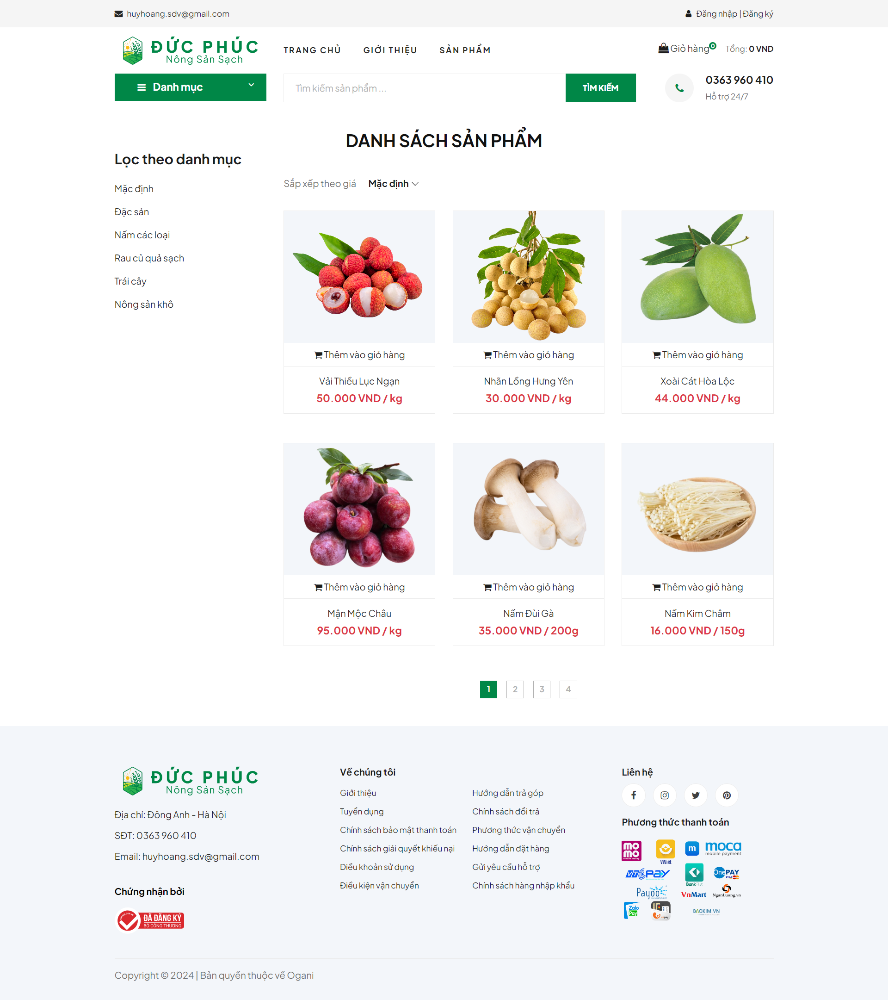 huyhoang.sdv@gmail.com
Đăng nhập | Đăng ký
ĐỨC PHÚC
Nông Sản Sạch
TRANG CHỦ
GIỚI THIỆU
SẢN PHẨM
Giỏ hàng 0
Tổng: 0 VND
Danh mục
Tìm kiếm sản phẩm ...
TÌM KIẾM
0363 960 410
Hỗ trợ 24/7
DANH SÁCH SẢN PHẨM
Lọc theo danh mục
Mặc định
Đặc sản
Nấm các loại
Rau củ quả sạch
Trái cây
Nông sản khô
Sắp xếp theo giá
Mặc định
Thêm vào giỏ hàng
Vải Thiều Lục Ngạn
50.000 VND / kg
Thêm vào giỏ hàng
Nhãn Lồng Hưng Yên
30.000 VND / kg
Thêm vào giỏ hàng
Xoài Cát Hòa Lộc
44.000 VND / kg
Thêm vào giỏ hàng
Mận Mộc Châu
95.000 VND / kg
Thêm vào giỏ hàng
Nấm Đùi Gà
35.000 VND / 200g
Thêm vào giỏ hàng
Nấm Kim Châm
16.000 VND / 150g
1 2 3 4
ĐỨC PHÚC
Nông Sản Sạch
Địa chỉ: Đông Anh - Hà Nội
SĐT: 0363 960 410
Email: huyhoang.sdv@gmail.com
Chứng nhận bởi
ĐÃ ĐĂNG KÝ
BỘ CÔNG THƯƠNG
Về chúng tôi
Giới thiệu
Tuyển dụng
Chính sách bảo mật thanh toán
Chính sách giải quyết khiếu nại
Điều khoản sử dụng
Điều kiện vận chuyển
Hướng dẫn trả góp
Chính sách đổi trả
Phương thức vận chuyển
Hướng dẫn đặt hàng
Gửi yêu cầu hỗ trợ
Chính sách hàng nhập khẩu
Liên hệ
Phương thức thanh toán
momo
mobile money
ViViệt
m moca
mobile payment
VTCPAY
BankPlus
OnePAY
VISA
Payoo
VnMart
NganLuong.vn
Zalo
Pay
BAOKIM.VN
Copyright © 2024 | Bản quyền thuộc về Ogani